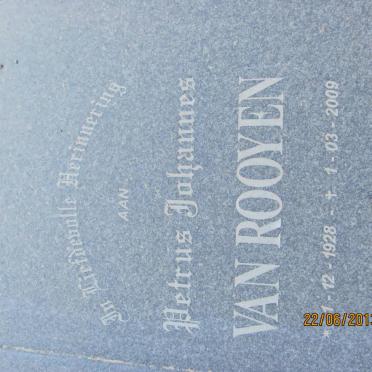 In Liefdevolle Herinnering
AAN
Petrus Johannes
VAN ROOYEN
* 1 - 12 - 1928 - † 1 - 03 - 2009
22/06/201